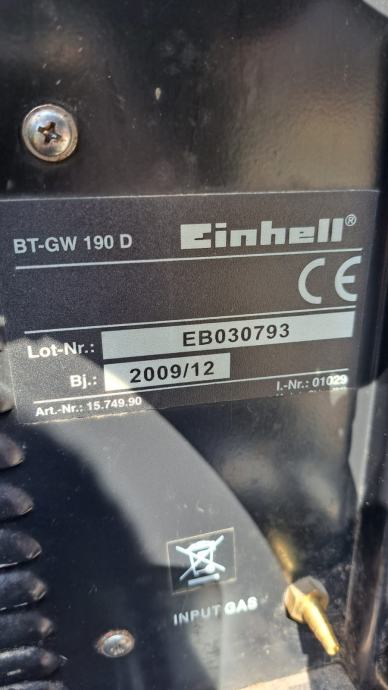 BT-GW 190 D
Einhell®
CE
Lot-Nr.: EB030793
Bj.: 2009/12
Art.-Nr.: 15.749.90
I.-Nr.: 01029
INPUT GAS